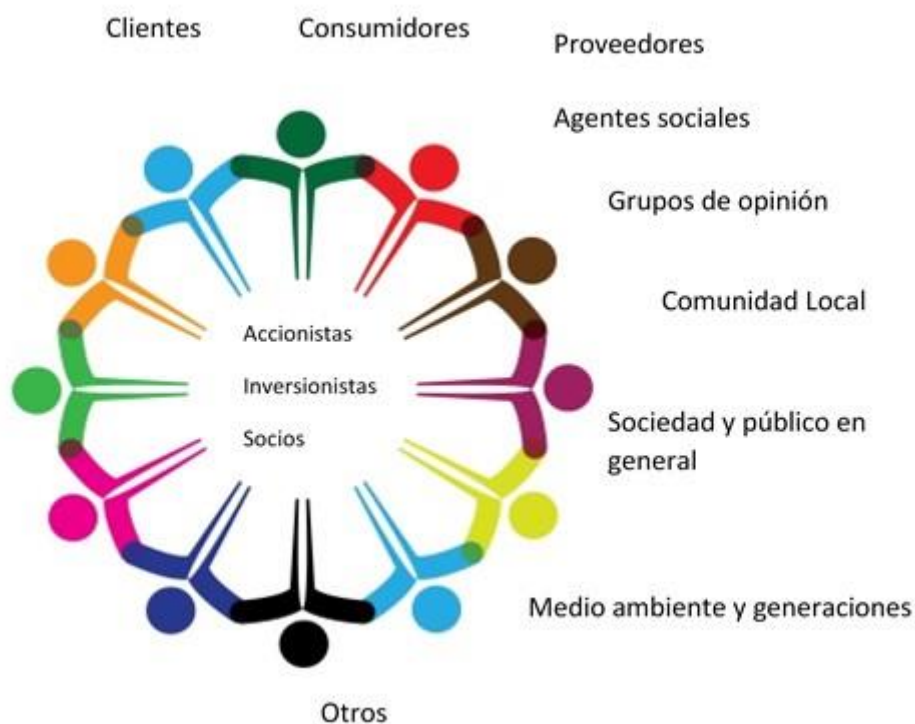 Clientes
Consumidores
Proveedores
Agentes sociales
Grupos de opinión
Comunidad Local
Accionistas
Inversionistas
Socios
Sociedad y público en
general
Medio ambiente y generaciones
Otros